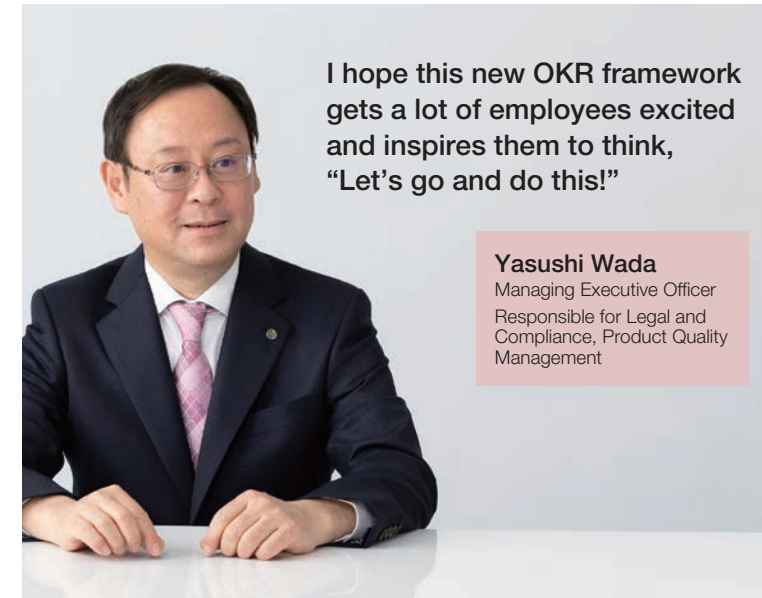 I hope this new OKR framework
gets a lot of employees excited
and inspires them to think,
“Let’s go and do this!”
Yasushi Wada
Managing Executive Officer
Responsible for Legal and
Compliance, Product Quality
Management